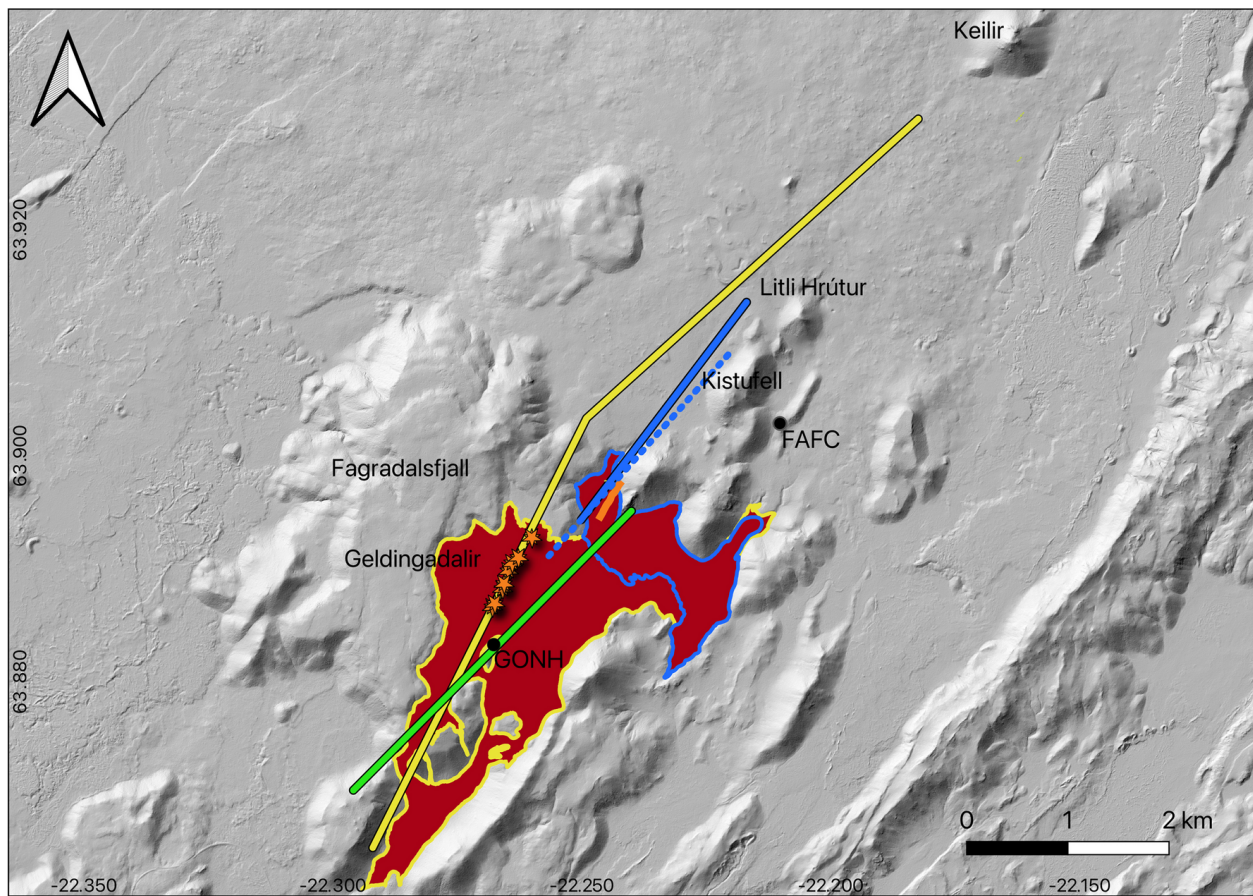 Keilir
63.920
Litli Hrútur
Kistufell
63.900
FAFC
Fagradalsfjall
Geldingadalir
63.880
GONH
0 1 2 km
-22.350 -22.300 -22.250 -22.200 -22.150